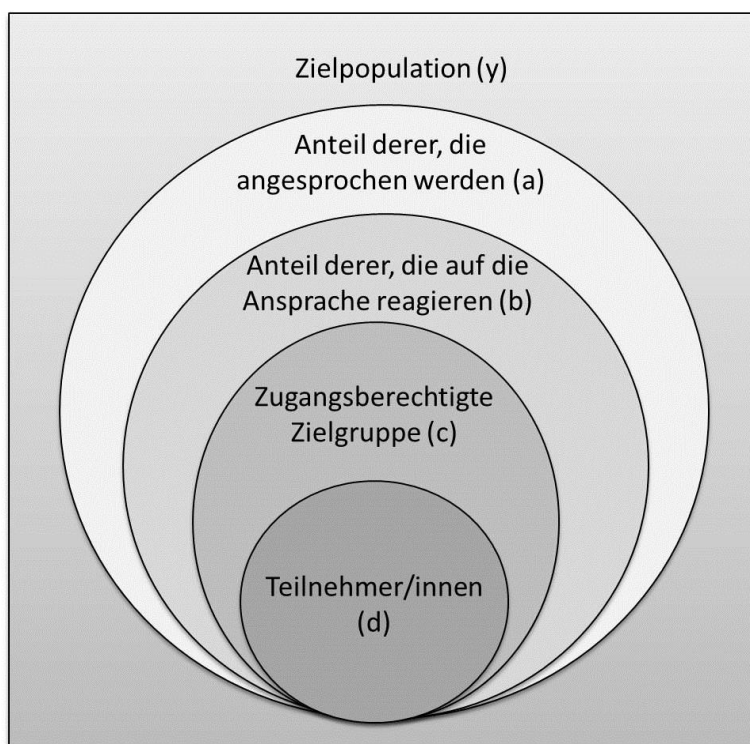 Zielpopulation (y)
Anteil derer, die
angesprochen werden (a)
Anteil derer, die auf die
Ansprache reagieren (b)
Zugangsberechtigte
Zielgruppe (c)
Teilnehmer/innen
(d)